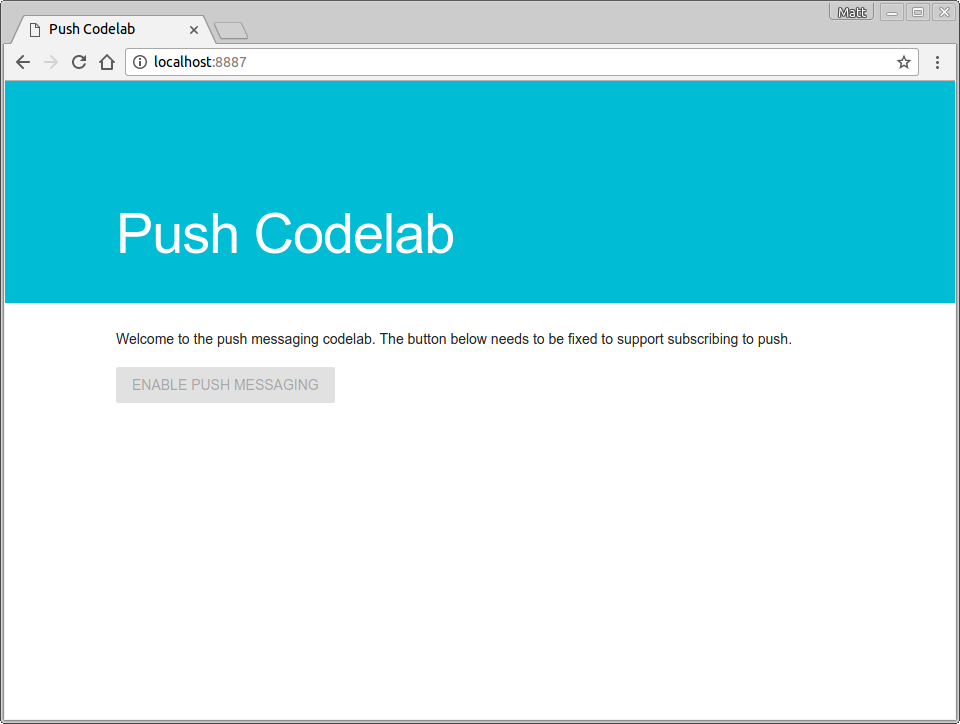 Matt
Push Codelab
localhost:8887
Push Codelab
Welcome to the push messaging codelab. The button below needs to be fixed to support subscribing to push.
ENABLE PUSH MESSAGING